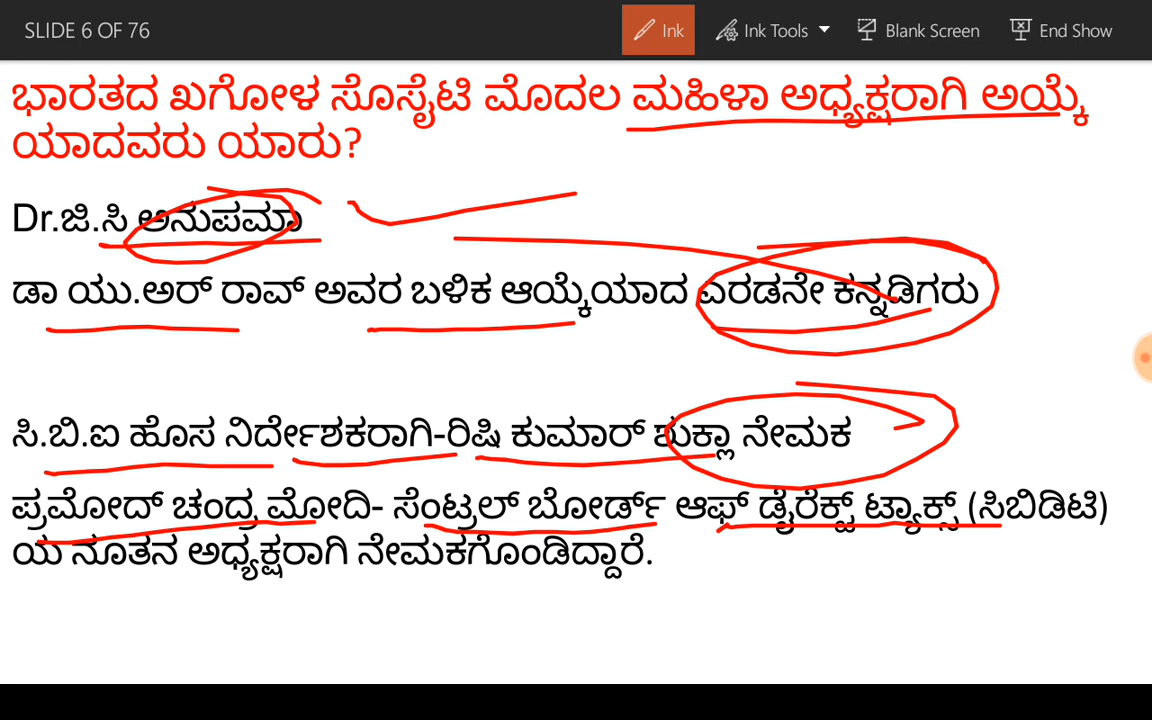 SLIDE 6 OF 76 Ink Ink Tools Blank Screen End Show
ಭಾರತದ ಖಗೋಳ ಸೊಸೈಟಿ ಮೊದಲ ಮಹಿಳಾ ಅಧ್ಯಕ್ಷರಾಗಿ ಅಯ್ಕೆ
ಯಾದವರು ಯಾರು?
Dr.ಜಿ.ಸಿ ಅನುಪಮಾ
ಡಾ ಯು.ಅರ್ ರಾವ್ ಅವರ ಬಳಿಕ ಆಯ್ಕೆಯಾದ ಎರಡನೇ ಕನ್ನಡಿಗರು
ಸಿ.ಬಿ.ಐ ಹೊಸ ನಿರ್ದೇಶಕರಾಗಿ-ರಿಷಿ ಕುಮಾರ್ ಶುಕ್ಲಾ ನೇಮಕ
ಪ್ರಮೋದ್ ಚಂದ್ರ ಮೋದಿ- ಸೆಂಟ್ರಲ್ ಬೋರ್ಡ್ ಆಫ್ ಡೈರೆಕ್ಟ್ ಟ್ಯಾಕ್ಸ್ (ಸಿಬಿಡಿಟಿ)
ಯ ನೂತನ ಅಧ್ಯಕ್ಷರಾಗಿ ನೇಮಕಗೊಂಡಿದ್ದಾರೆ.